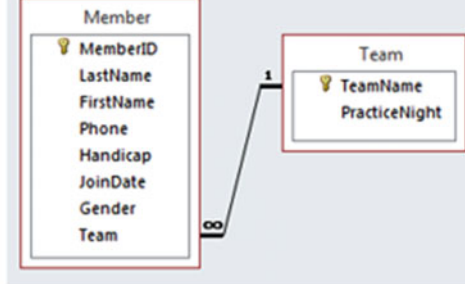 Member
MemberID
LastName
FirstName
Phone
Handicap
JoinDate
Gender
Team
∞
1
Team
TeamName
PracticeNight